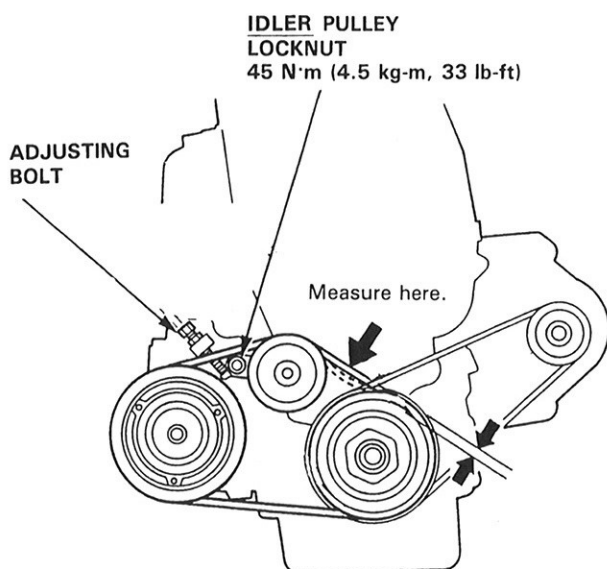 IDLER PULLEY
LOCKNUT
45 N·m (4.5 kg-m, 33 lb-ft)
ADJUSTING
BOLT
Measure here.